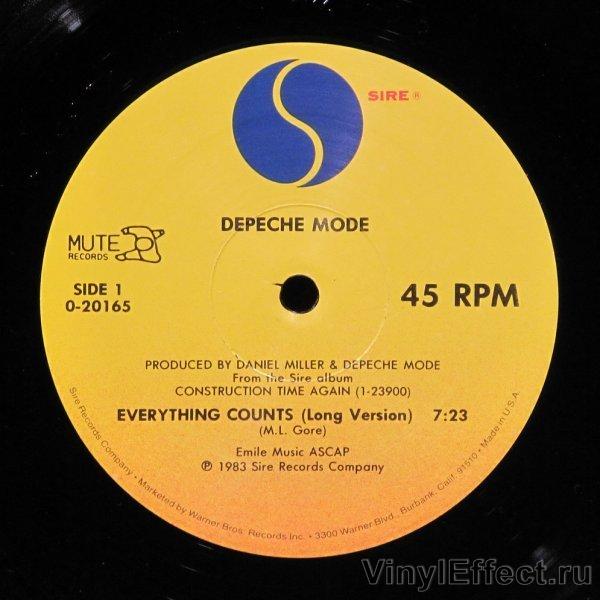 SIRE ®
DEPECHE MODE
MUTE
RECORDS
SIDE 1
0-20165
45 RPM
PRODUCED BY DANIEL MILLER & DEPECHE MODE
From the Sire album
CONSTRUCTION TIME AGAIN (1-23900)
EVERYTHING COUNTS (Long Version) 7:23
(M.L. Gore)
Emile Music ASCAP
℗ 1983 Sire Records Company
Sire Records Company • Marketed by Warner Bros. Records Inc. • 3300 Warner Blvd., Burbank, Calif. 91510 • Made in U.S.A.
VinylEffect.ru